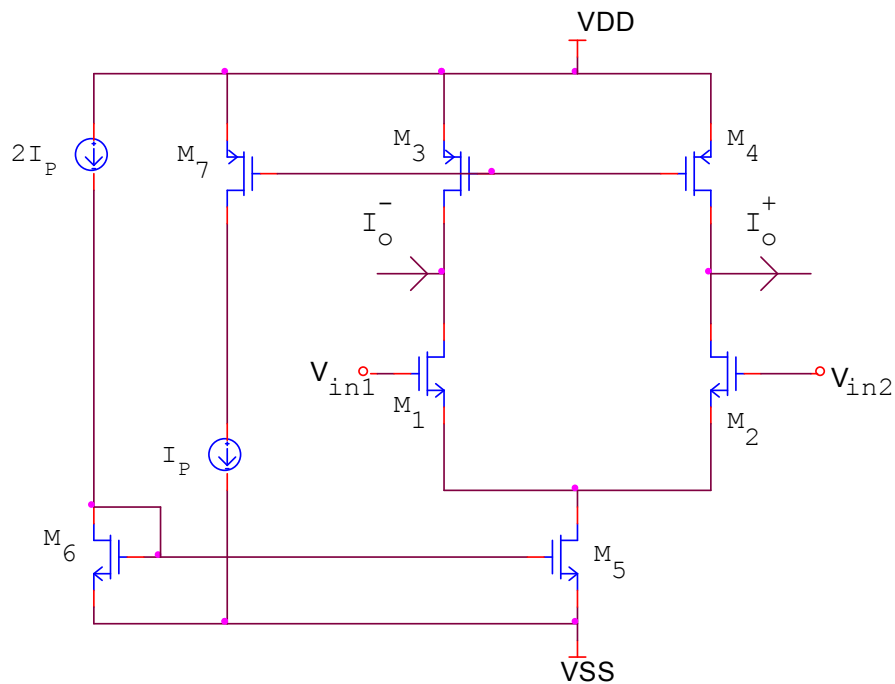 VDD
2I_P
M_7
M_3
M_4
I_o^-
I_o^+
V_in1
M_1
M_2
V_in2
I_P
M_6
M_5
VSS